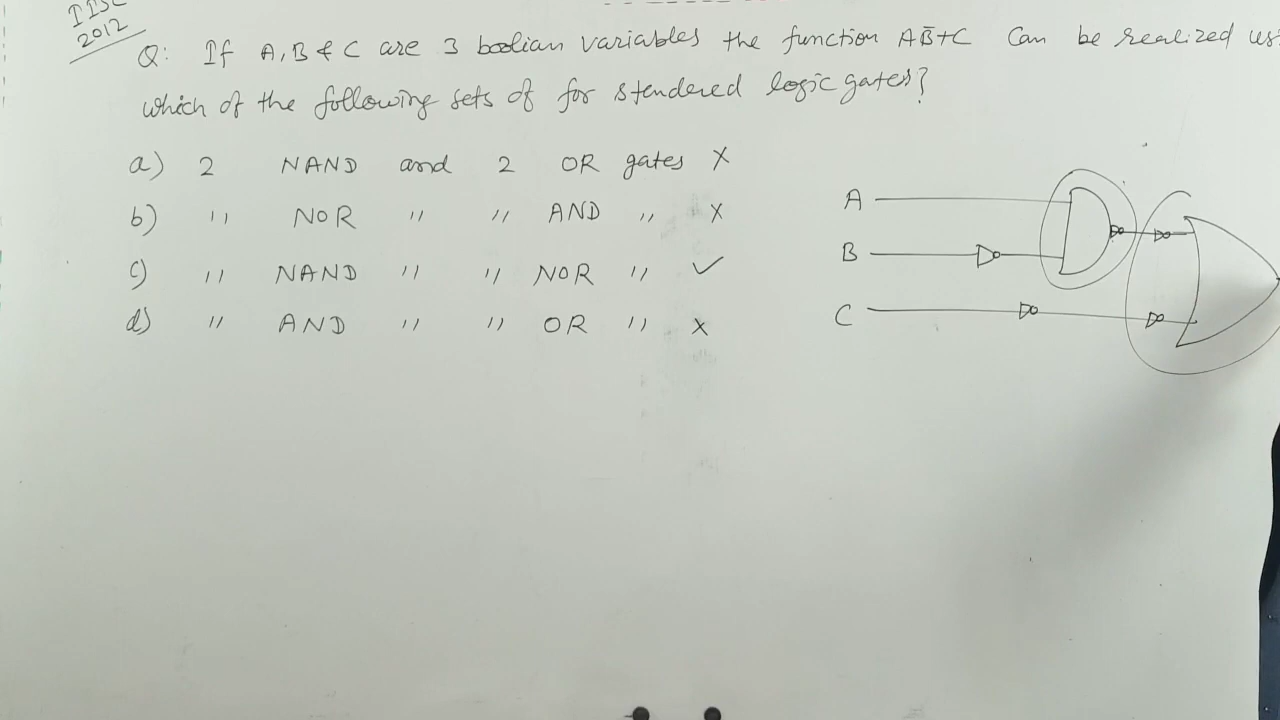 IISc
2012
Q: If A, B & C are 3 boolian variables the function AB̄+C Can be realized us
which of the following sets of for stendered logic gates?
a) 2 NAND and 2 OR gates ×
b) " NOR " " AND " ×
c) " NAND " " NOR " ✓
d) " AND " " OR " ×
A
B
C